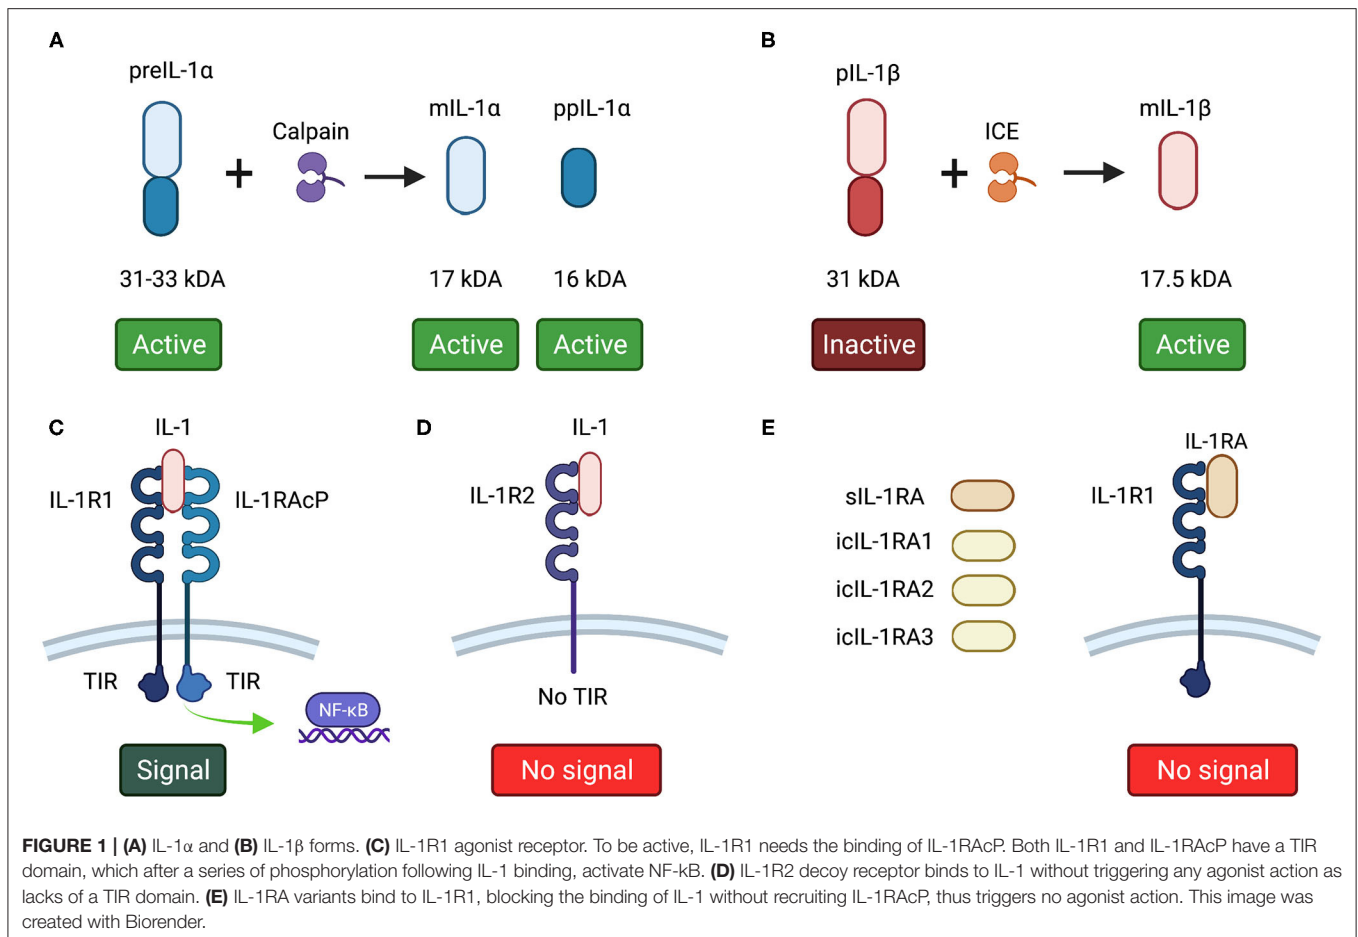 A
preIL-1α
Calpain
mIL-1α
ppIL-1α
31-33 kDA
17 kDA
16 kDA
Active
Active
Active
B
pIL-1β
ICE
mIL-1β
31 kDA
17.5 kDA
Inactive
Active
C
IL-1
IL-1R1
IL-1RAcP
TIR
TIR
NF-κB
Signal
D
IL-1
IL-1R2
No TIR
No signal
E
sIL-1RA
icIL-1RA1
icIL-1RA2
icIL-1RA3
IL-1RA
IL-1R1
No signal
FIGURE 1 | (A) IL-1α and (B) IL-1β forms. (C) IL-1R1 agonist receptor. To be active, IL-1R1 needs the binding of IL-1RAcP. Both IL-1R1 and IL-1RAcP have a TIR
domain, which after a series of phosphorylation following IL-1 binding, activate NF-kB. (D) IL-1R2 decoy receptor binds to IL-1 without triggering any agonist action as
lacks of a TIR domain. (E) IL-1RA variants bind to IL-1R1, blocking the binding of IL-1 without recruiting IL-1RAcP, thus triggers no agonist action. This image was
created with Biorender.